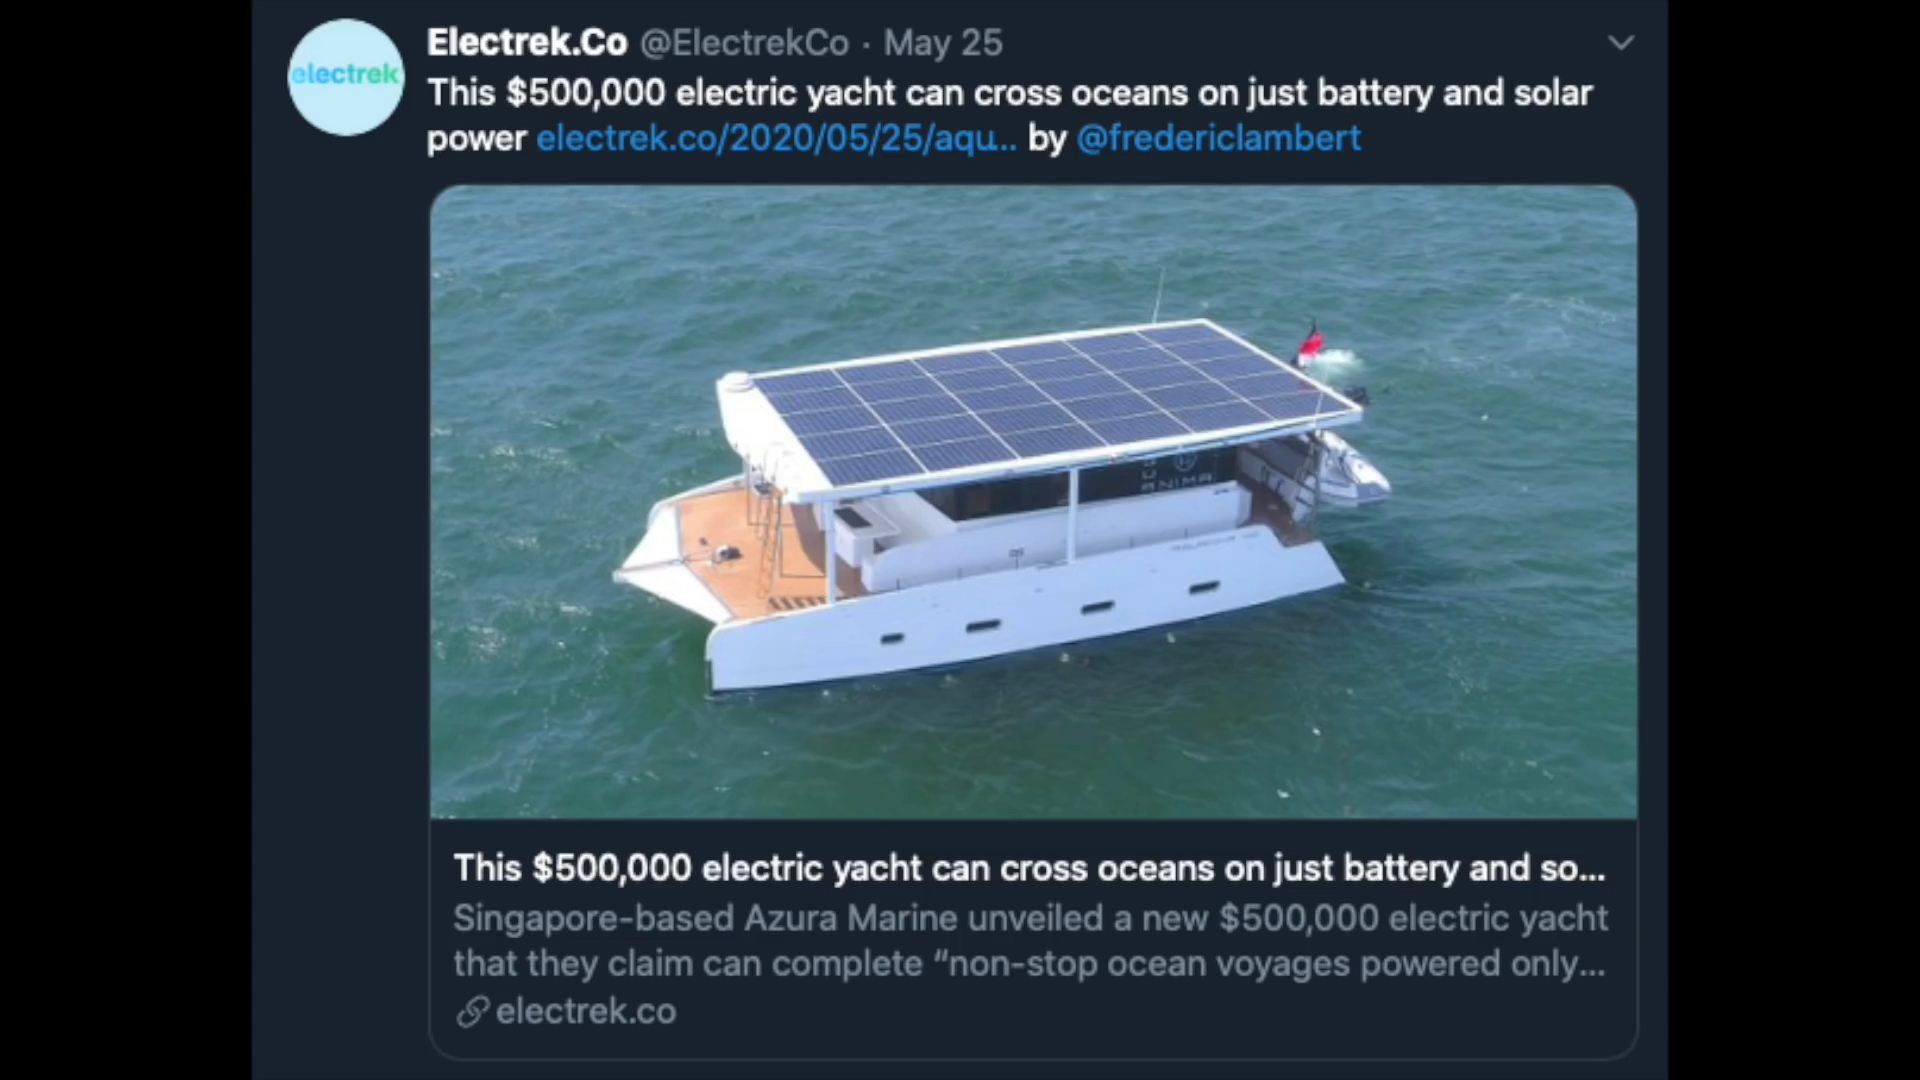 electrek
Electrek.Co @ElectrekCo · May 25
This $500,000 electric yacht can cross oceans on just battery and solar
power electrek.co/2020/05/25/aqu... by @fredericlambert
ANIMA
This $500,000 electric yacht can cross oceans on just battery and so...
Singapore-based Azura Marine unveiled a new $500,000 electric yacht
that they claim can complete “non-stop ocean voyages powered only...
electrek.co